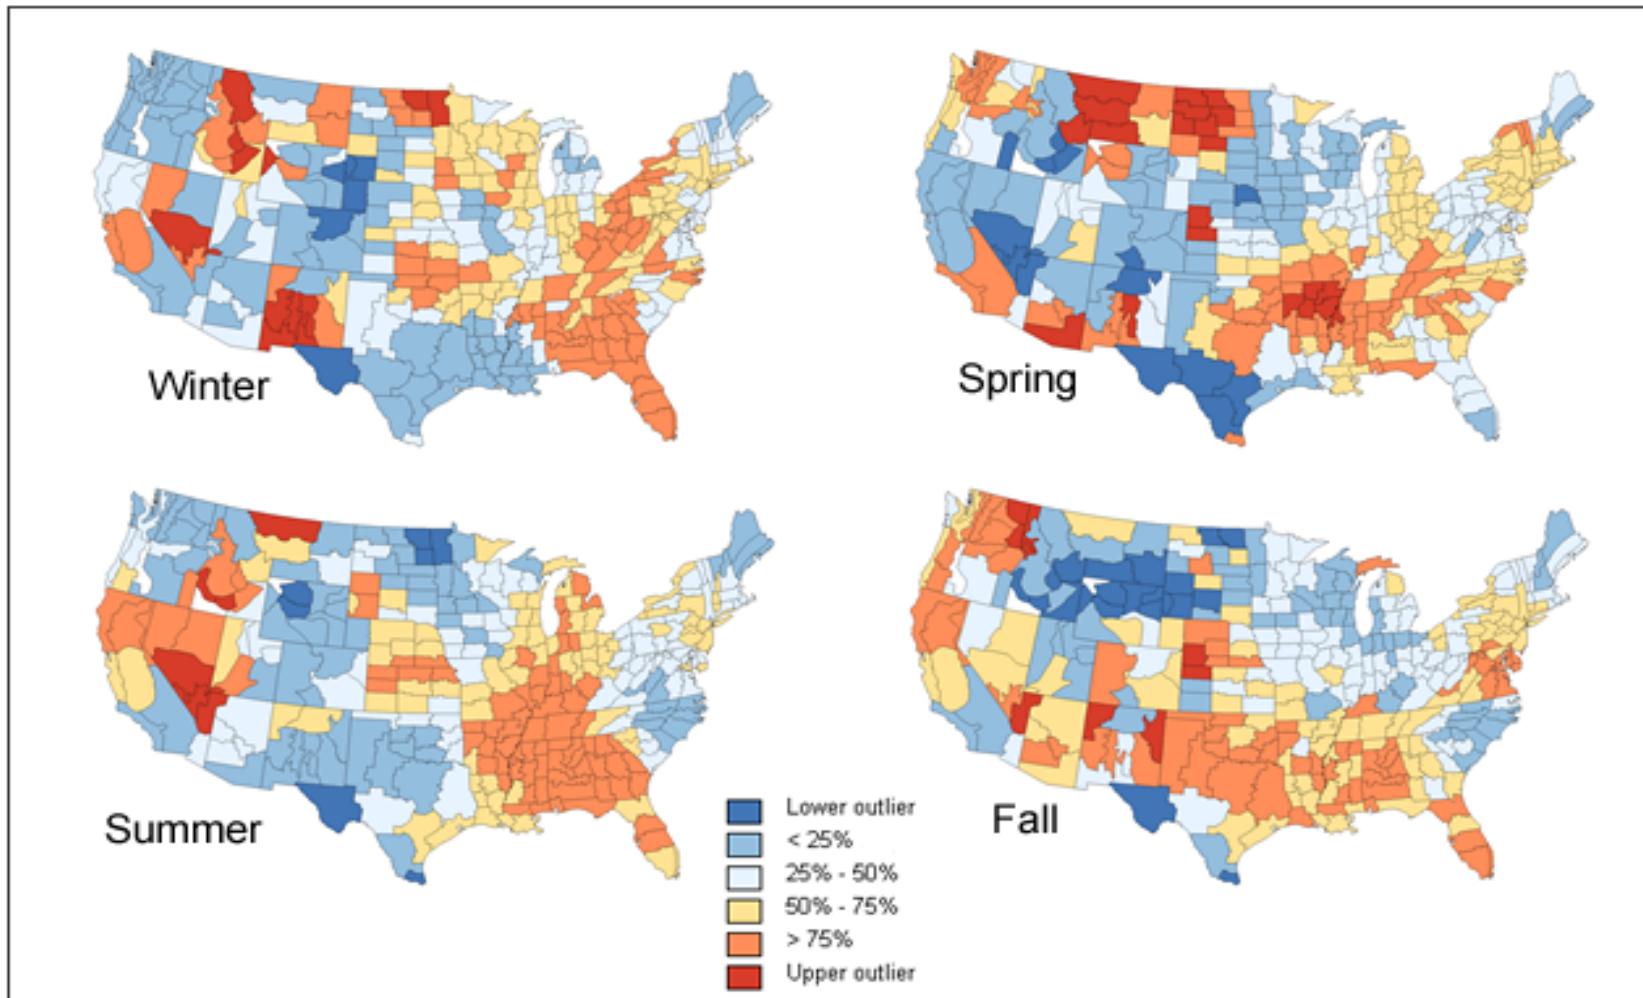 Winter
Spring
Summer
Fall
Lower outlier
< 25%
25% - 50%
50% - 75%
> 75%
Upper outlier